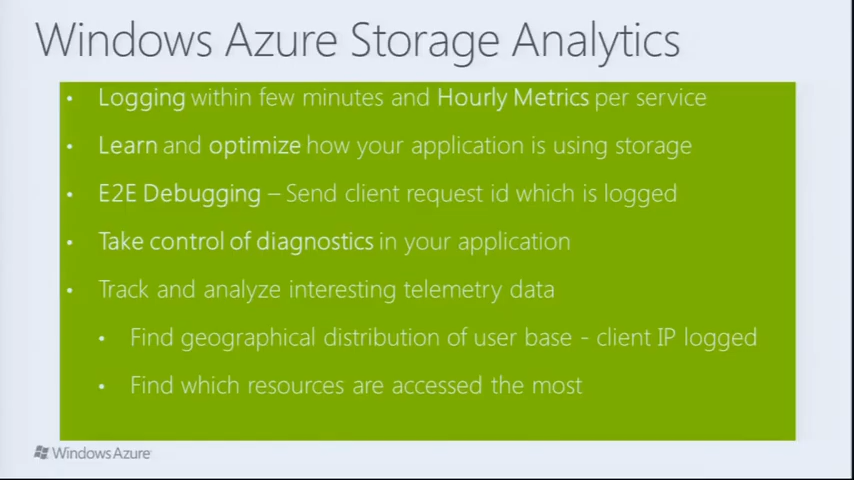 Windows Azure Storage Analytics
• Logging within few minutes and Hourly Metrics per service
• Learn and optimize how your application is using storage
• E2E Debugging – Send client request id which is logged
• Take control of diagnostics in your application
• Track and analyze interesting telemetry data
• Find geographical distribution of user base - client IP logged
• Find which resources are accessed the most
Windows Azure